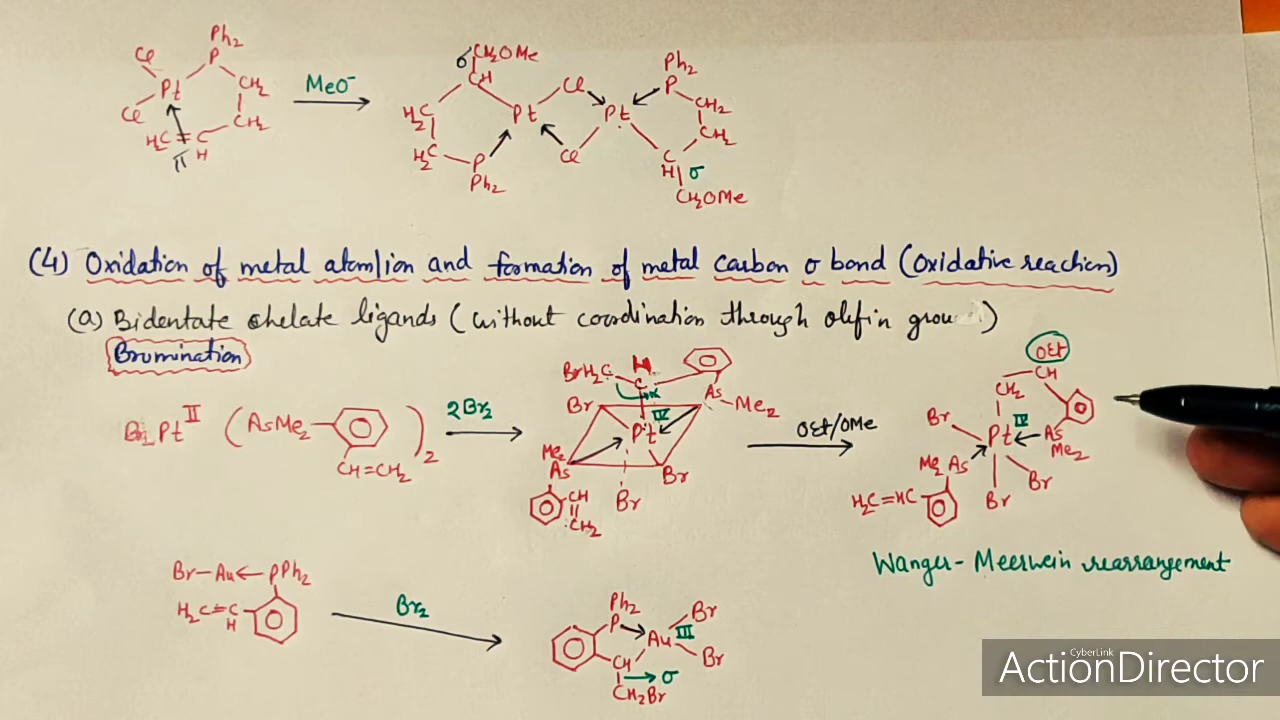 Ph₂
Cl
P
Pt
CH₂
Cl
CH₂
H₂C=C
H
π
MeO⁻
σ CH₂OMe
CH
H₂C
Pt
Cl
Pt
Ph₂
P
CH₂
CH₂
H₂C
P
Ph₂
Cl
C
H
σ
CH₂OMe
(4) Oxidation of metal atom/ion and formation of metal carbon σ bond (Oxidative reaction)
(a) Bidentate chelate ligands (without coordination through olefin grou )
Bromination
Br₂Pt^II (AsMe₂
CH=CH₂
)₂
2Br₂
BrH₂C
H
C
Br
As
Me₂
IV
Pt
Me₂
As
Br
Br
CH
CH₂
OEt/OMe
OEt
CH
CH₂
Br
IV
Pt
As
Me₂
Me₂ As
Br
Br
H₂C=HC
Wanger-Meerwein rearrangement
Br-Au←PPh₂
H₂C=C
H
Br₂
Ph₂
P
Br
Au III
Br
CH
→σ
CH₂Br
CyberLink
ActionDirector